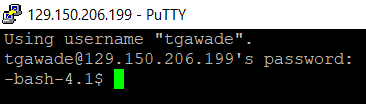 129.150.206.199 - PuTTY
Using username "tgawade".
tgawade@129.150.206.199's password:
-bash-4.1$